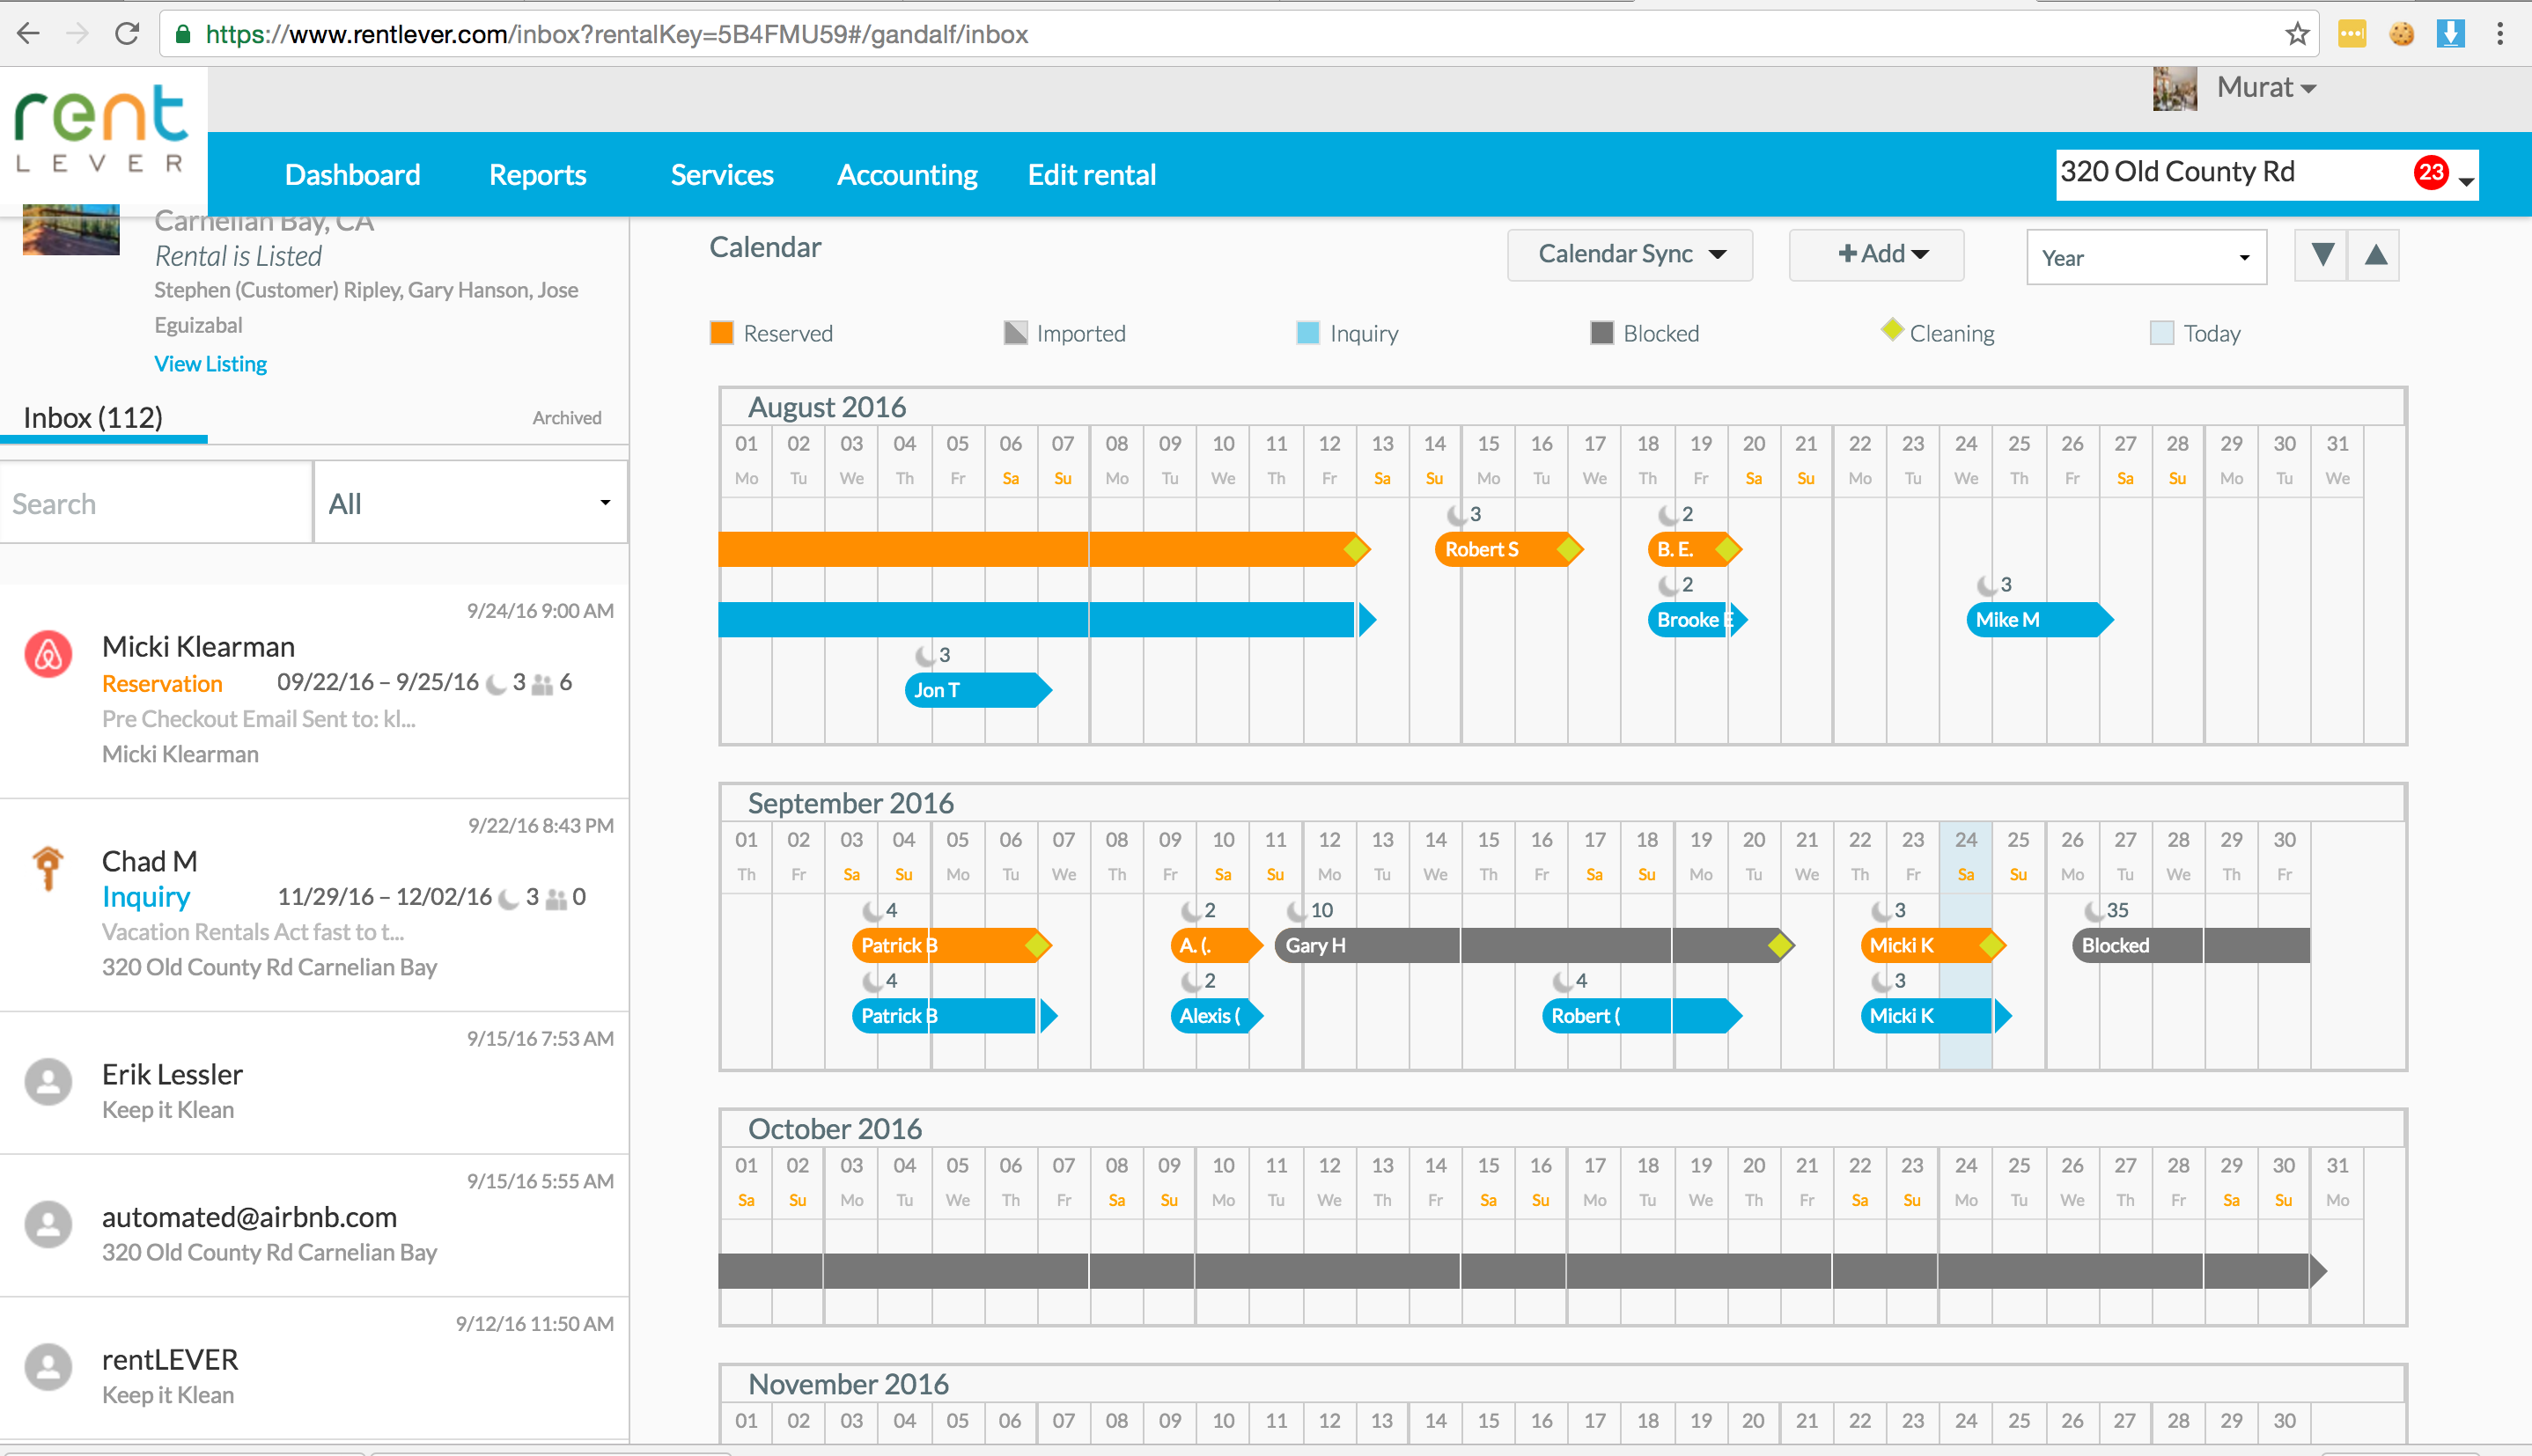 https://www.rentlever.com/inbox?rentalKey=5B4FMU59#/gandalf/inbox
rent
LEVER
Murat
Dashboard Reports Services Accounting Edit rental
320 Old County Rd 23
Carnelian Bay, CA
Rental is Listed
Stephen (Customer) Ripley, Gary Hanson, Jose
Eguizabal
View Listing
Inbox (112) Archived
Search All
9/24/16 9:00 AM
Micki Klearman
Reservation 09/22/16 – 9/25/16 3 6
Pre Checkout Email Sent to: kl...
Micki Klearman
9/22/16 8:43 PM
Chad M
Inquiry 11/29/16 – 12/02/16 3 0
Vacation Rentals Act fast to t...
320 Old County Rd Carnelian Bay
9/15/16 7:53 AM
Erik Lessler
Keep it Klean
9/15/16 5:55 AM
automated@airbnb.com
320 Old County Rd Carnelian Bay
9/12/16 11:50 AM
rentLEVER
Keep it Klean
Calendar
Calendar Sync Add Year
Reserved Imported Inquiry Blocked Cleaning Today
August 2016
01 02 03 04 05 06 07 08 09 10 11 12 13 14 15 16 17 18 19 20 21 22 23 24 25 26 27 28 29 30 31
Mo Tu We Th Fr Sa Su Mo Tu We Th Fr Sa Su Mo Tu We Th Fr Sa Su Mo Tu We Th Fr Sa Su Mo Tu We
3 2
Robert S B. E.
2 3
Brooke E Mike M
3
Jon T
September 2016
01 02 03 04 05 06 07 08 09 10 11 12 13 14 15 16 17 18 19 20 21 22 23 24 25 26 27 28 29 30
Th Fr Sa Su Mo Tu We Th Fr Sa Su Mo Tu We Th Fr Sa Su Mo Tu We Th Fr Sa Su Mo Tu We Th Fr
4 2 10 3 35
Patrick B A. (. Gary H Micki K Blocked
4 2 4 3
Patrick B Alexis ( Robert ( Micki K
October 2016
01 02 03 04 05 06 07 08 09 10 11 12 13 14 15 16 17 18 19 20 21 22 23 24 25 26 27 28 29 30 31
Sa Su Mo Tu We Th Fr Sa Su Mo Tu We Th Fr Sa Su Mo Tu We Th Fr Sa Su Mo Tu We Th Fr Sa Su Mo
November 2016
01 02 03 04 05 06 07 08 09 10 11 12 13 14 15 16 17 18 19 20 21 22 23 24 25 26 27 28 29 30